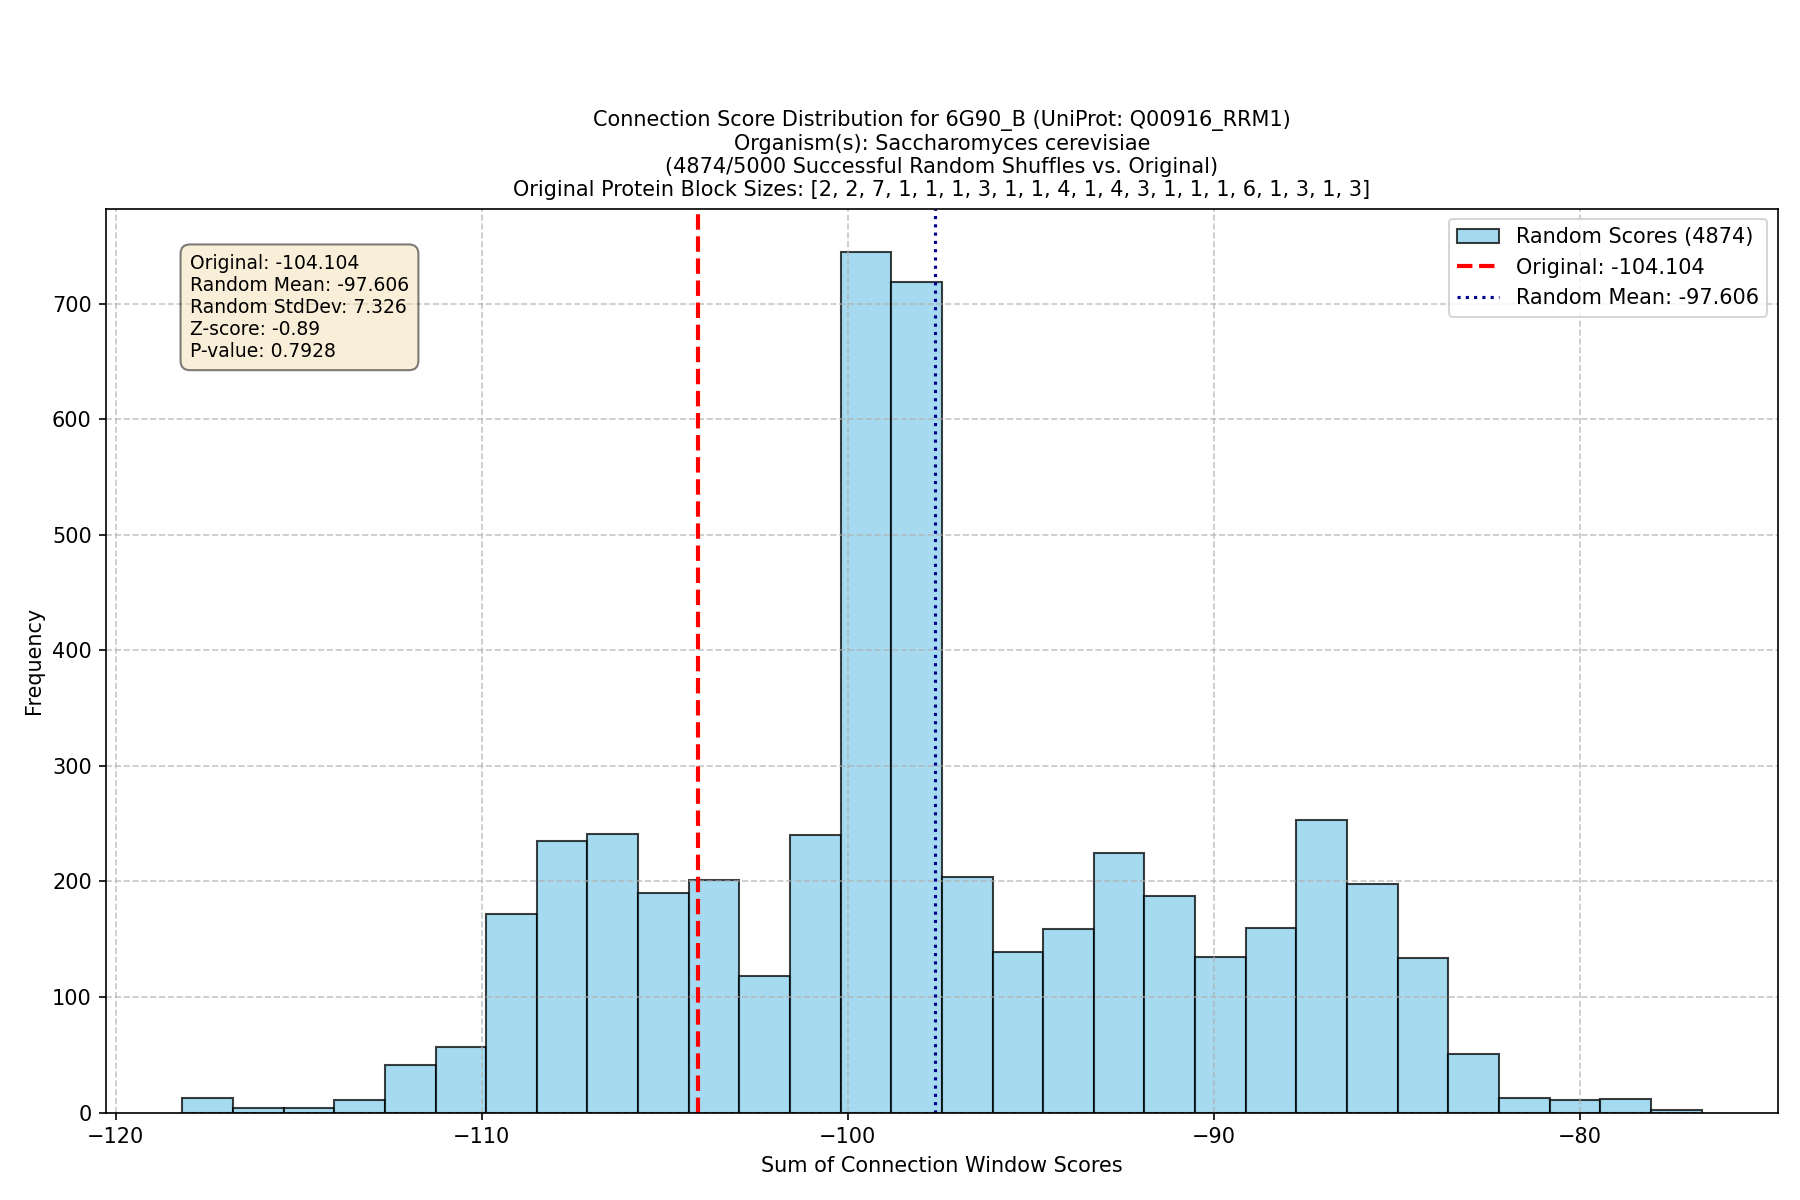 Connection Score Distribution for 6G90_B (UniProt: Q00916_RRM1)
Organism(s): Saccharomyces cerevisiae
(4874/5000 Successful Random Shuffles vs. Original)
Original Protein Block Sizes: [2, 2, 7, 1, 1, 1, 3, 1, 1, 4, 1, 4, 3, 1, 1, 1, 6, 1, 3, 1, 3]
Original: -104.104
Random Mean: -97.606
Random StdDev: 7.326
Z-score: -0.89
P-value: 0.7928
Random Scores (4874)
Original: -104.104
Random Mean: -97.606
Frequency
700
600
500
400
300
200
100
0
−120
−110
−100
−90
−80
Sum of Connection Window Scores